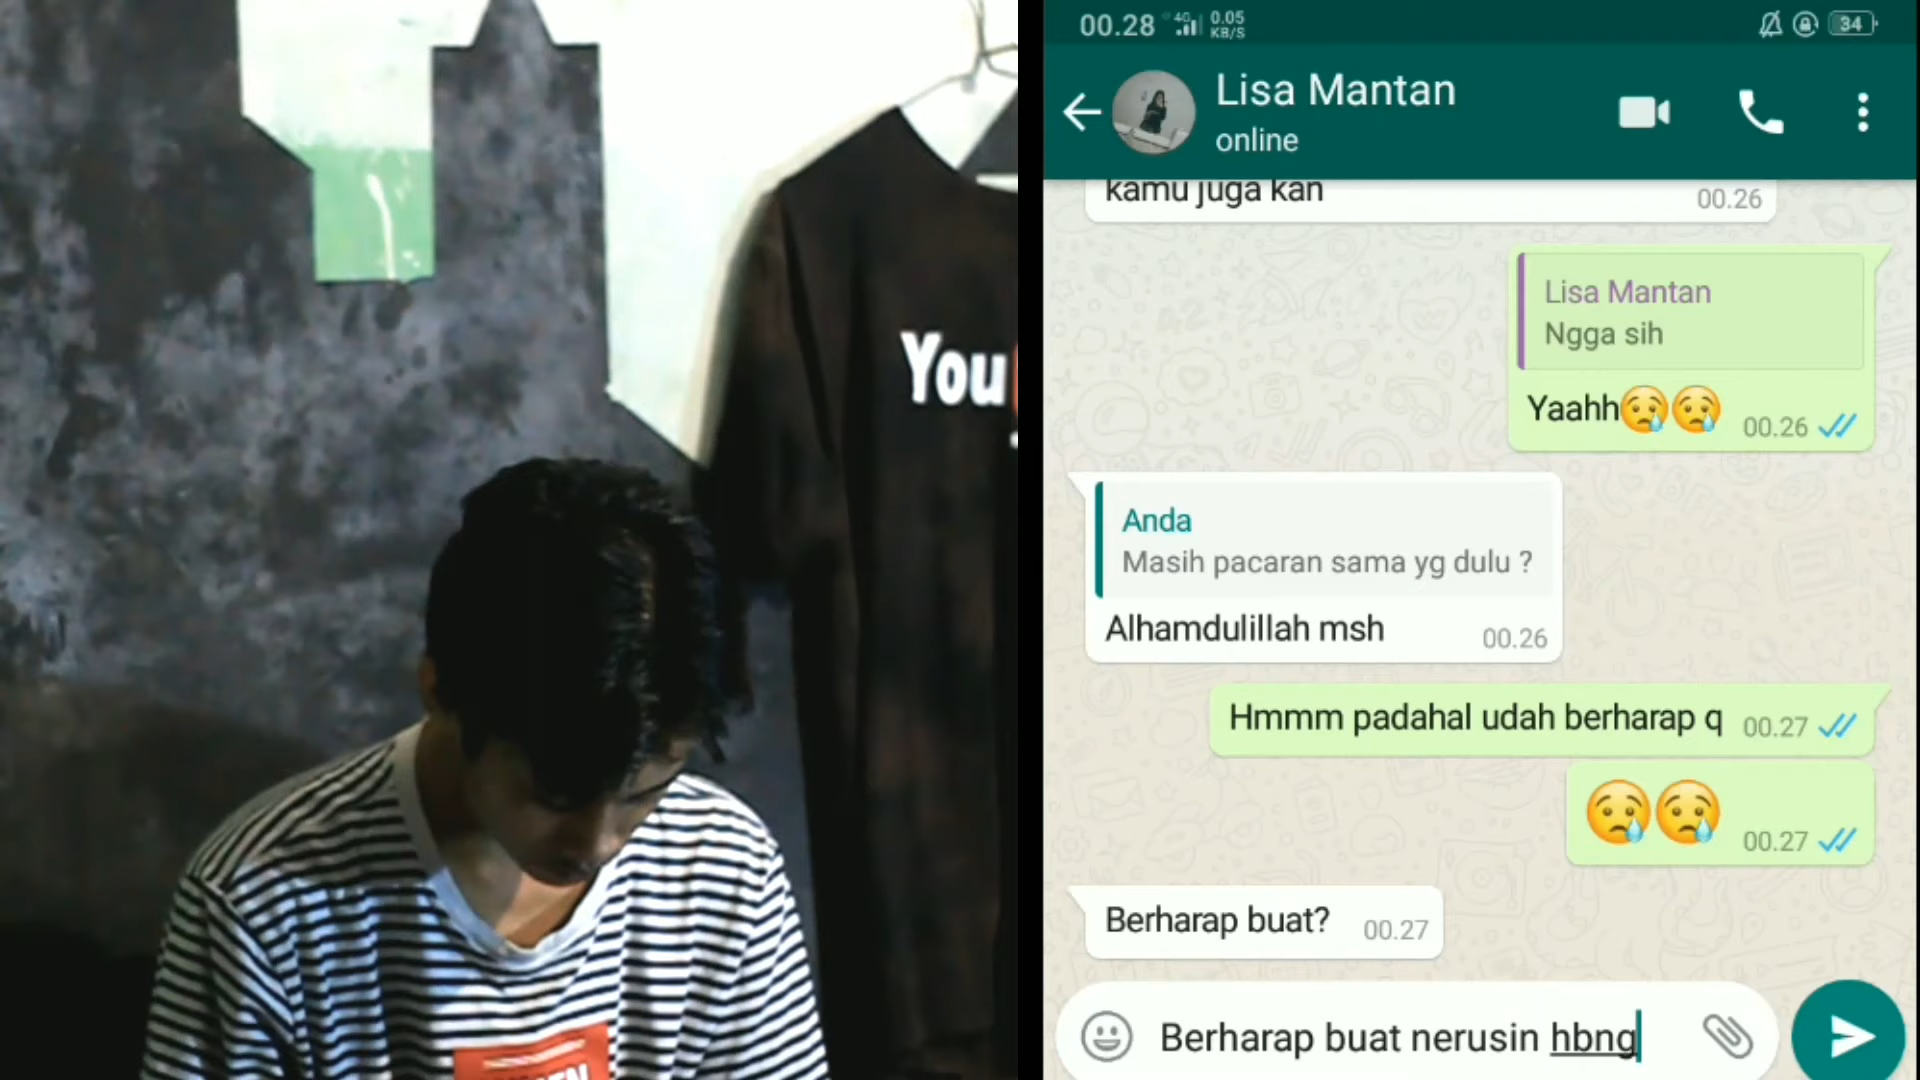 You
00.28 4G 0.05 KB/S 34
Lisa Mantan
online
kamu juga kan 00.26
Lisa Mantan
Ngga sih
Yaahh😢😢 00.26
Anda
Masih pacaran sama yg dulu ?
Alhamdulillah msh 00.26
Hmmm padahal udah berharap q 00.27
😢😢 00.27
Berharap buat? 00.27
Berharap buat nerusin hbng